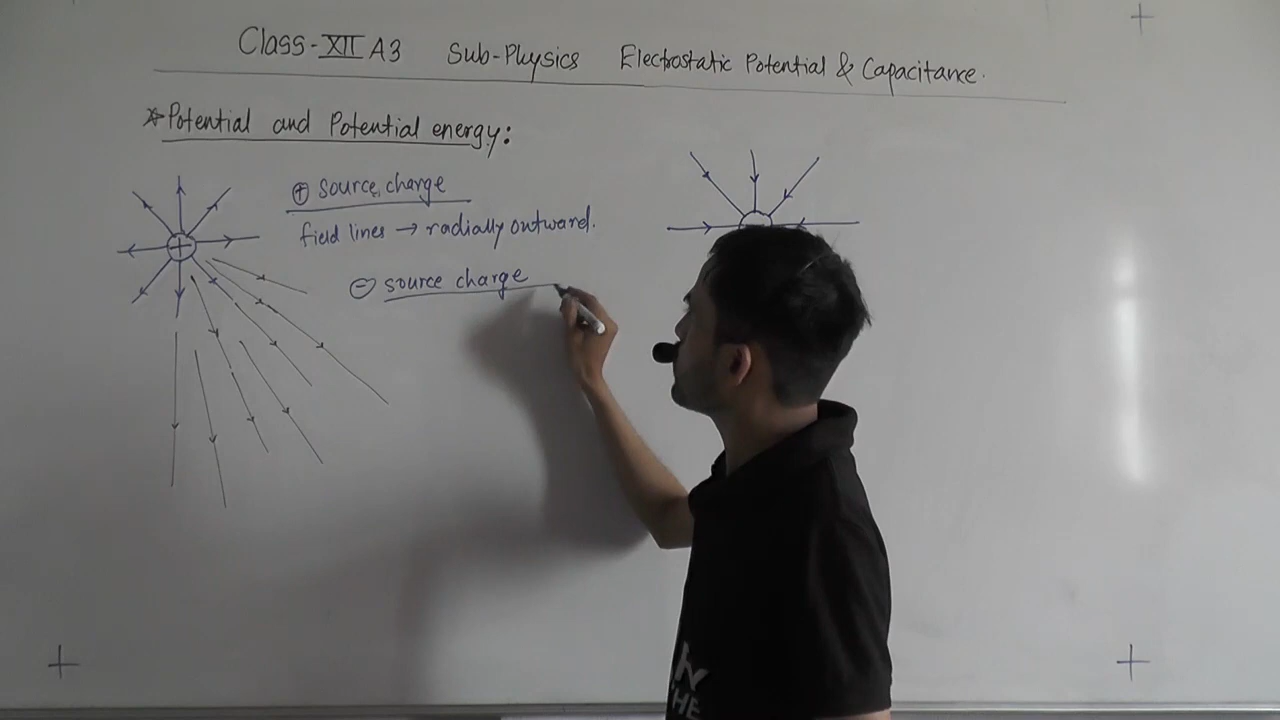 Class-XII A3 Sub-Physics Electrostatic Potential & Capacitance.
*Potential and Potential energy:
⊕ source charge
field lines → radially outward.
⊖ source charge
+
−
HE